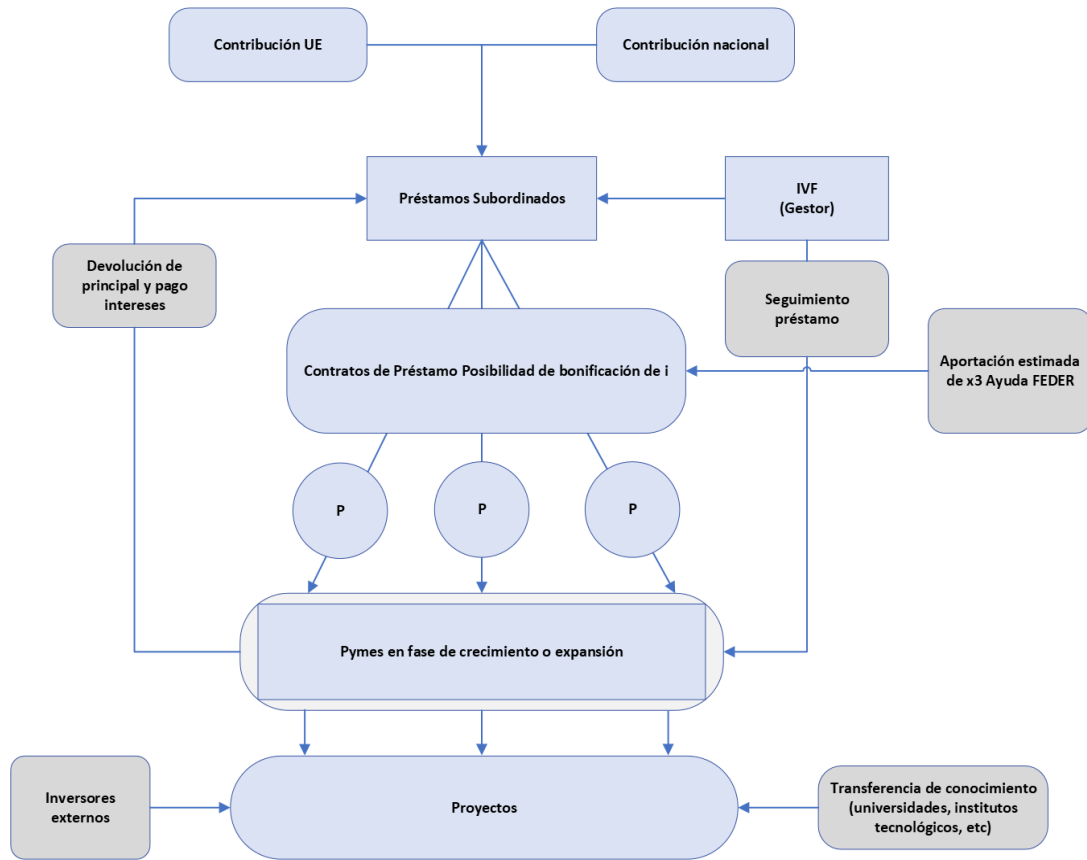 Contribución UE
Contribución nacional
Préstamos Subordinados
IVF
(Gestor)
Devolución de
principal y pago
intereses
Seguimiento
préstamo
Contratos de Préstamo Posibilidad de bonificación de i
Aportación estimada
de x3 Ayuda FEDER
P
P
P
Pymes en fase de crecimiento o expansión
Inversores
externos
Proyectos
Transferencia de conocimiento
(universidades, institutos
tecnológicos, etc)